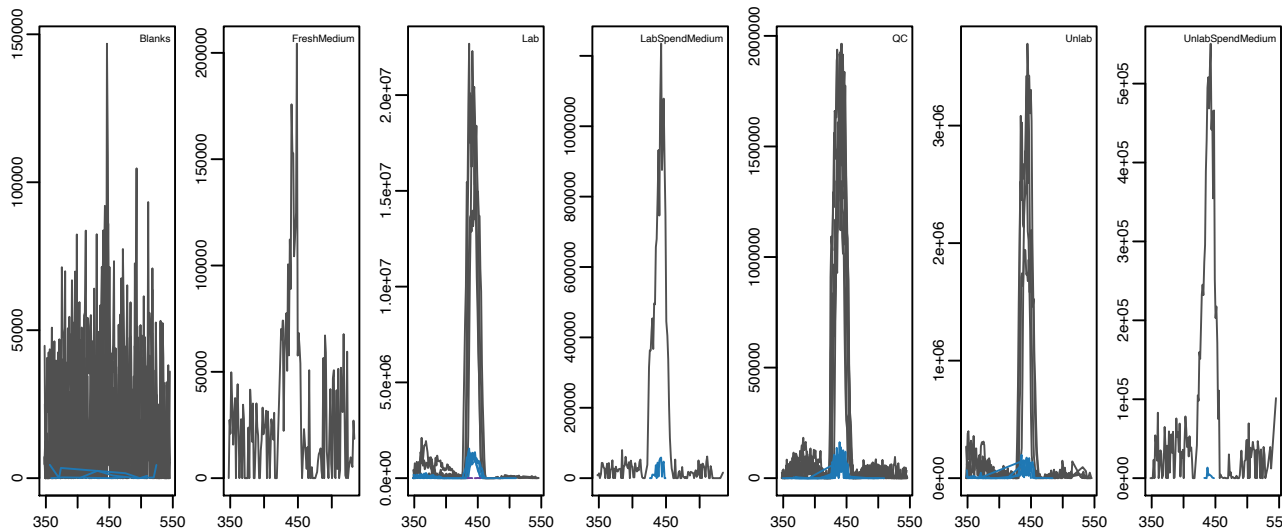 Blanks
150000
100000
50000
0
350 450 550
FreshMedium
200000
150000
100000
50000
0
350 450
Lab
2.0e+07
1.5e+07
1.0e+07
5.0e+06
0.0e+00
350 450 550
LabSpendMedium
1000000
800000
600000
400000
200000
0
350 450
QC
2000000
1500000
1000000
500000
0
350 450 550
Unlab
3e+06
2e+06
1e+06
0e+00
350 450 550
UnlabSpendMedium
5e+05
4e+05
3e+05
2e+05
1e+05
0e+00
350 450 550